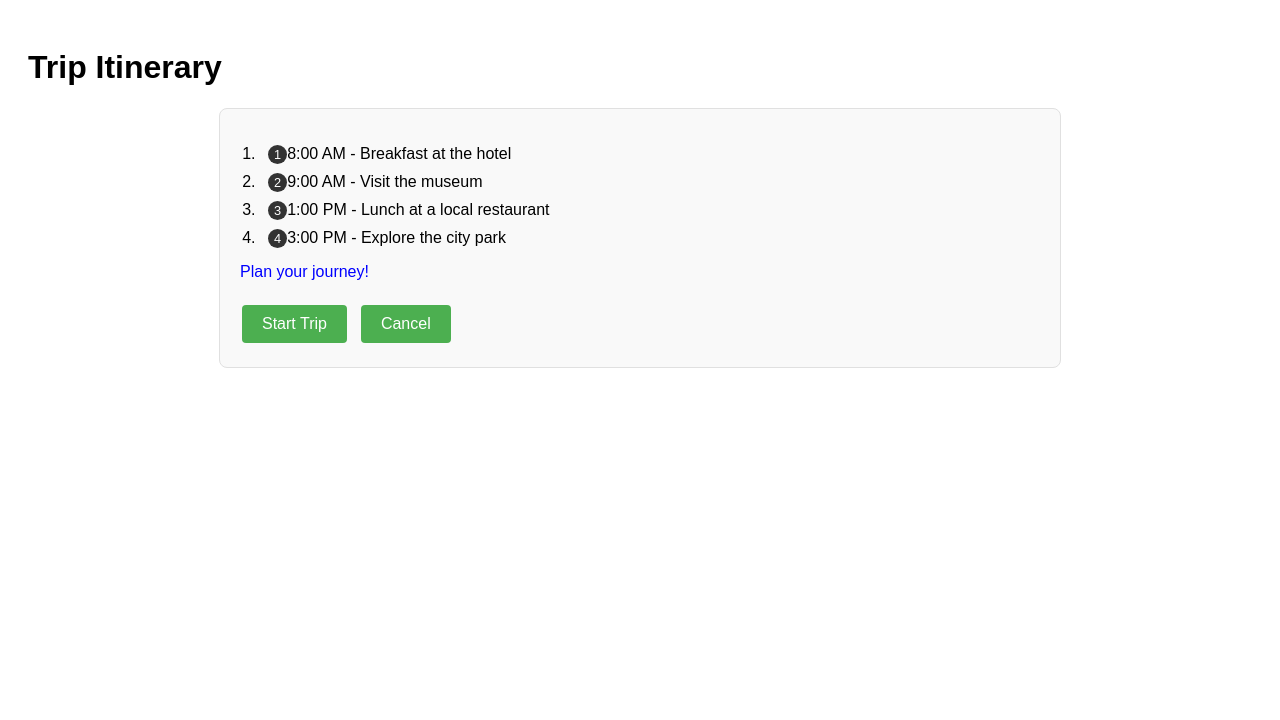 Trip Itinerary
1. 1 8:00 AM - Breakfast at the hotel
2. 2 9:00 AM - Visit the museum
3. 3 1:00 PM - Lunch at a local restaurant
4. 4 3:00 PM - Explore the city park
Plan your journey!
Start Trip Cancel